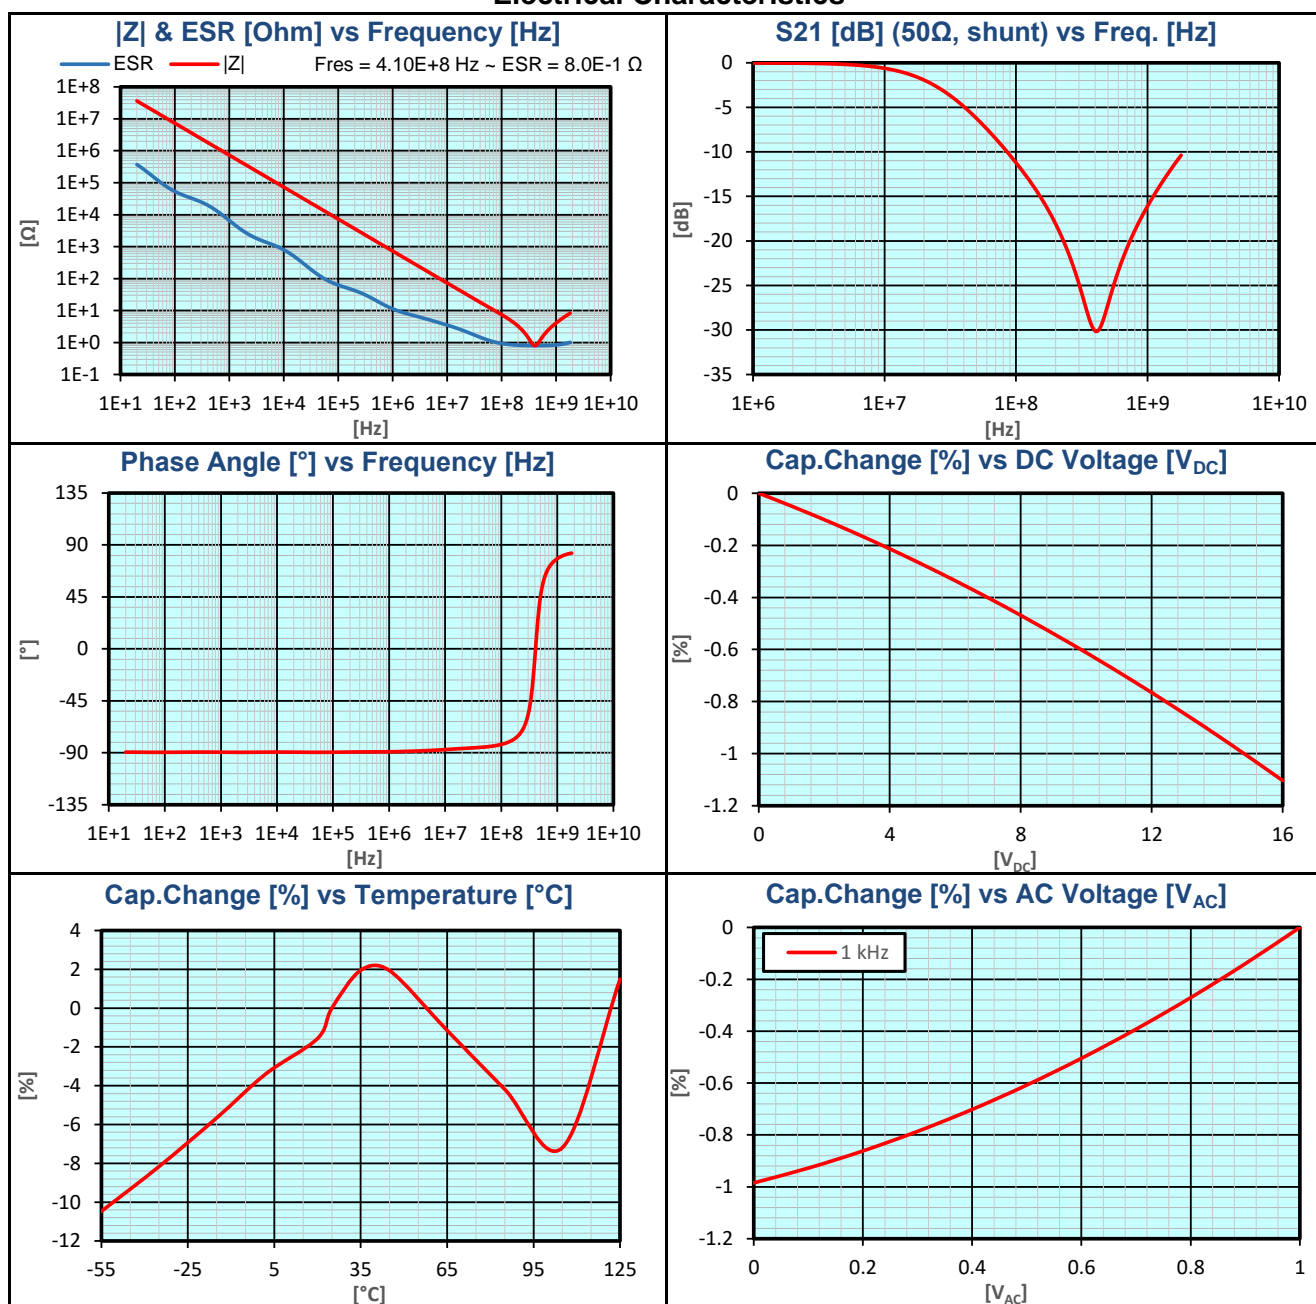 Electrical Characteristics
|Z| & ESR [Ohm] vs Frequency [Hz]
ESR |Z| Fres = 4.10E+8 Hz ~ ESR = 8.0E-1 Ω
1E+8
1E+7
1E+6
1E+5
1E+4
1E+3
1E+2
1E+1
1E+0
1E-1
[Ω]
1E+1 1E+2 1E+3 1E+4 1E+5 1E+6 1E+7 1E+8 1E+9 1E+10
[Hz]
S21 [dB] (50Ω, shunt) vs Freq. [Hz]
0
-5
-10
-15
-20
-25
-30
-35
[dB]
1E+6 1E+7 1E+8 1E+9 1E+10
[Hz]
Phase Angle [°] vs Frequency [Hz]
135
90
45
0
-45
-90
-135
[°]
1E+1 1E+2 1E+3 1E+4 1E+5 1E+6 1E+7 1E+8 1E+9 1E+10
[Hz]
Cap.Change [%] vs DC Voltage [VDC]
0
-0.2
-0.4
-0.6
-0.8
-1
-1.2
[%]
0 4 8 12 16
[VDC]
Cap.Change [%] vs Temperature [°C]
4
2
0
-2
-4
-6
-8
-10
-12
[%]
-55 -25 5 35 65 95 125
[°C]
Cap.Change [%] vs AC Voltage [VAC]
1 kHz
0
-0.2
-0.4
-0.6
-0.8
-1
-1.2
[%]
0 0.2 0.4 0.6 0.8 1
[VAC]